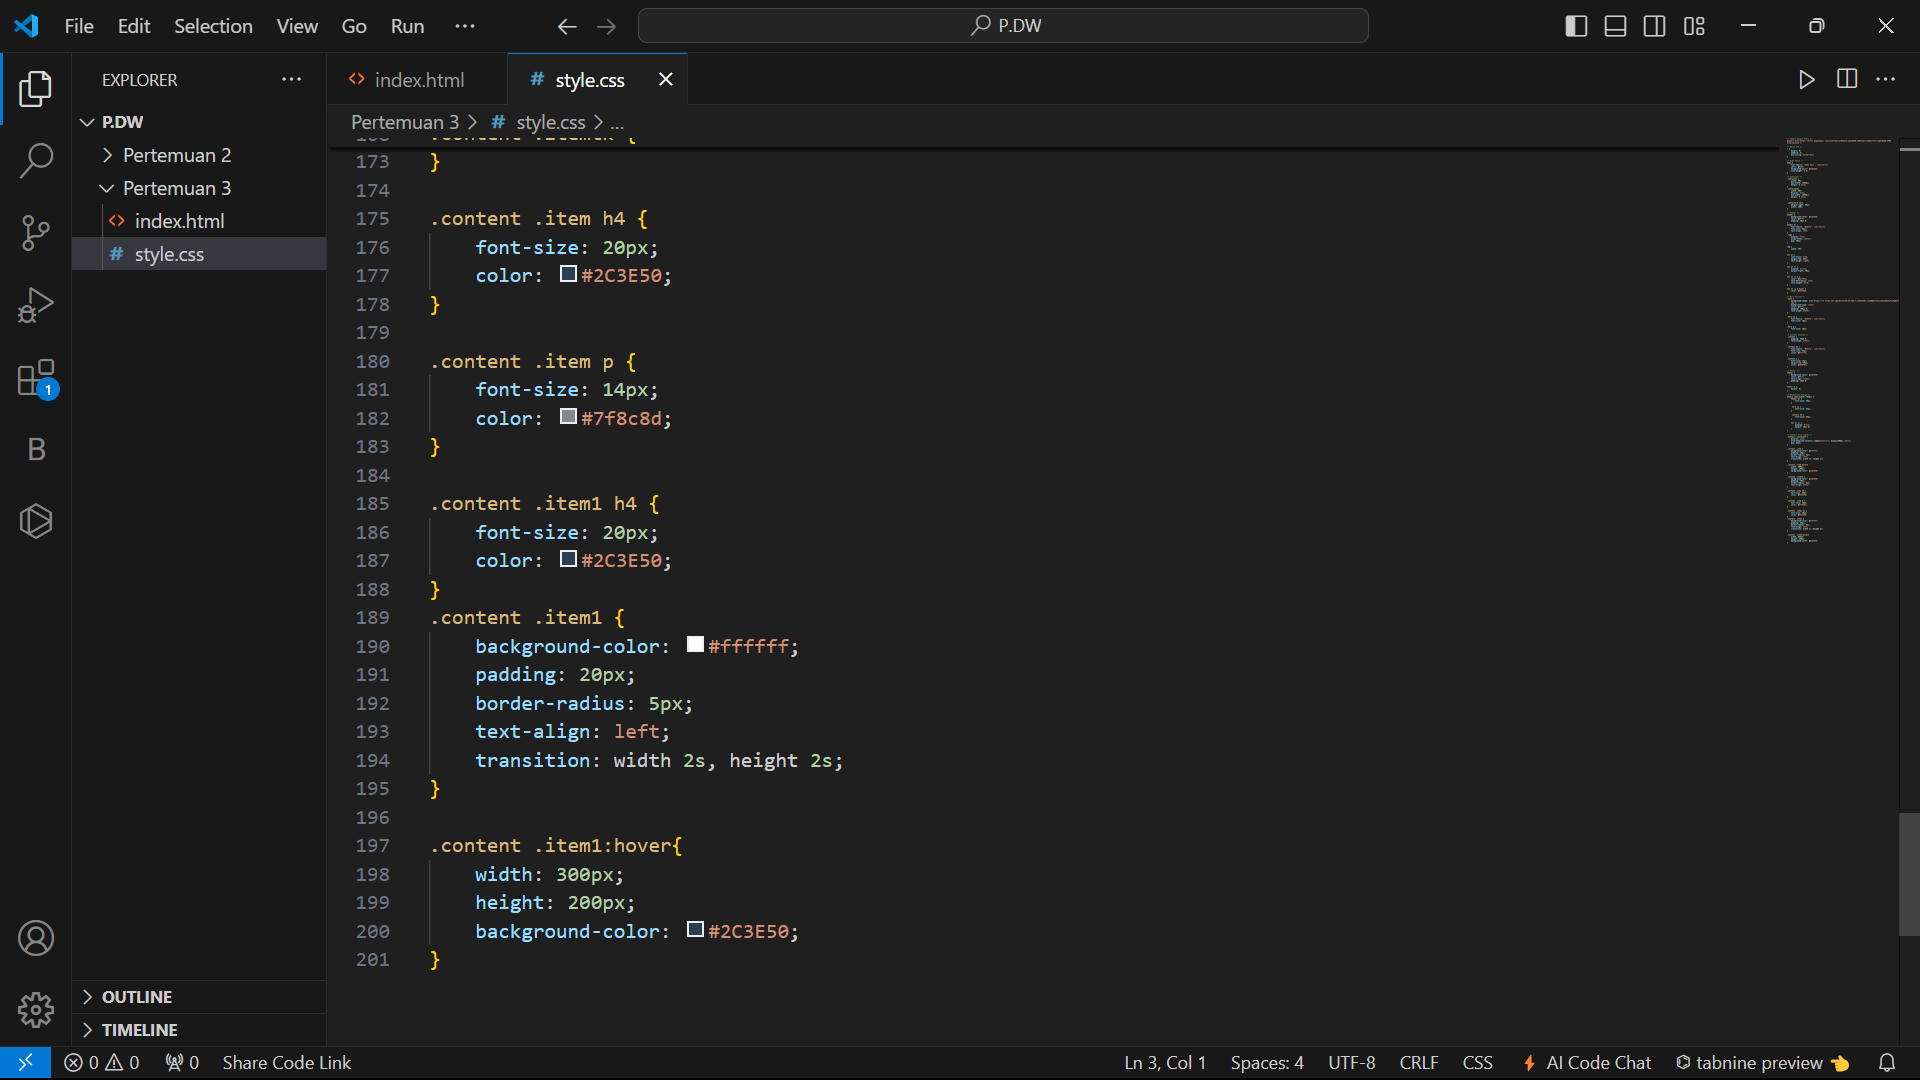 File Edit Selection View Go Run ···
P.DW
EXPLORER
P.DW
Pertemuan 2
Pertemuan 3
index.html
style.css
OUTLINE
TIMELINE
index.html
style.css
Pertemuan 3 > style.css > ...
173 }
174
175 .content .item h4 {
176 font-size: 20px;
177 color: #2C3E50;
178 }
179
180 .content .item p {
181 font-size: 14px;
182 color: #7f8c8d;
183 }
184
185 .content .item1 h4 {
186 font-size: 20px;
187 color: #2C3E50;
188 }
189 .content .item1 {
190 background-color: #ffffff;
191 padding: 20px;
192 border-radius: 5px;
193 text-align: left;
194 transition: width 2s, height 2s;
195 }
196
197 .content .item1:hover{
198 width: 300px;
199 height: 200px;
200 background-color: #2C3E50;
201 }
1
B
0 0 0 Share Code Link
Ln 3, Col 1 Spaces: 4 UTF-8 CRLF CSS AI Code Chat tabnine preview